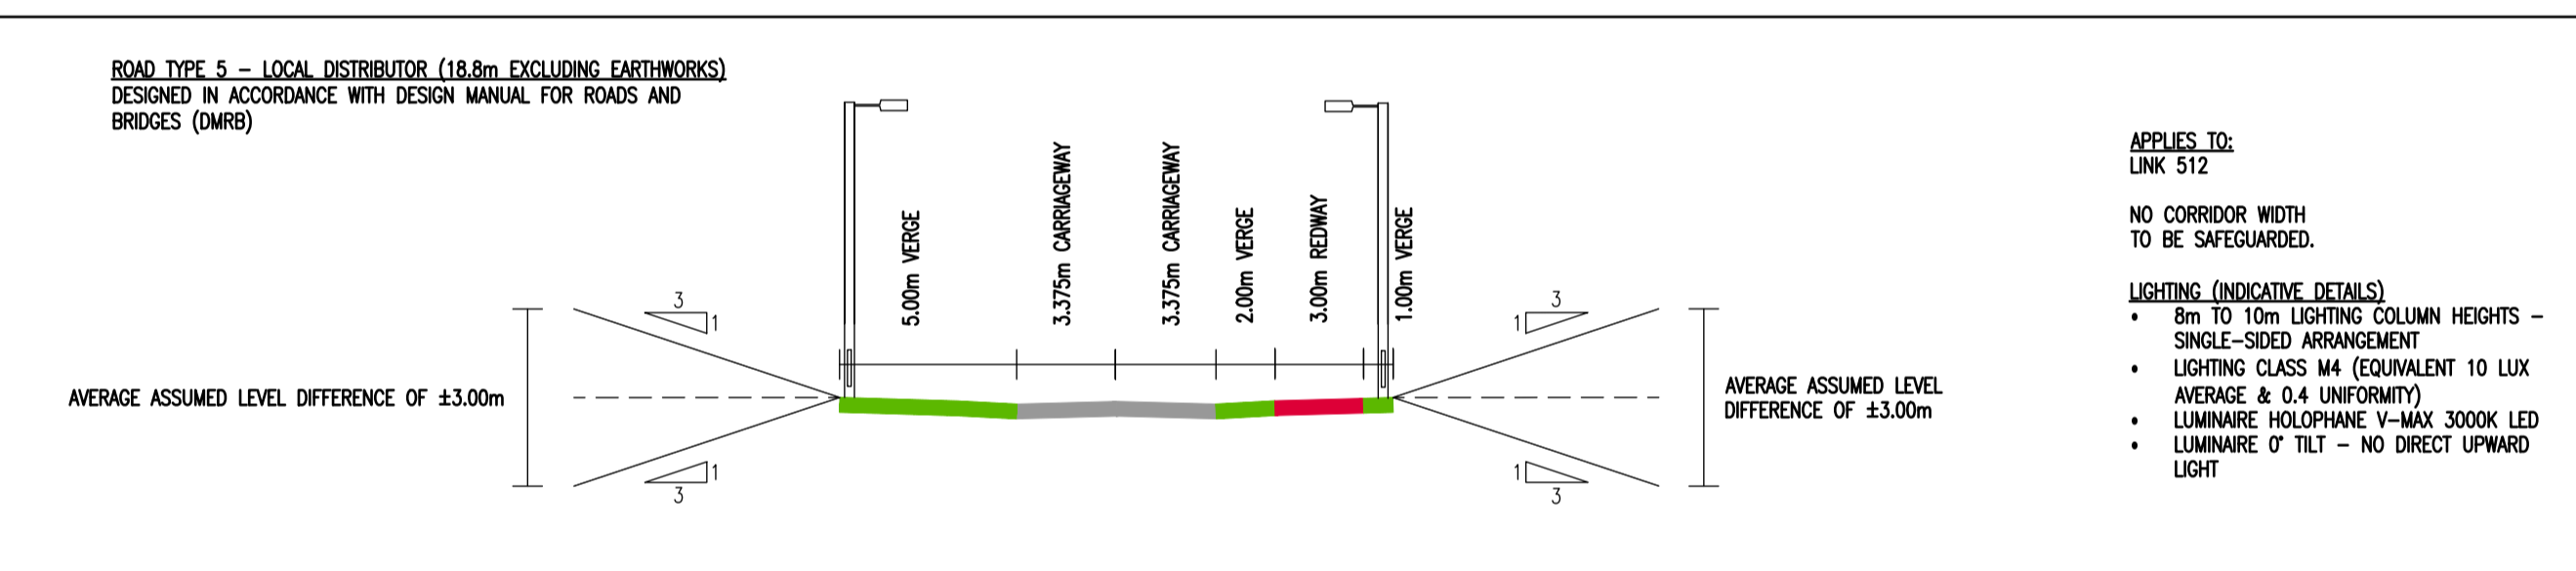 ROAD TYPE 5 – LOCAL DISTRIBUTOR (18.8m EXCLUDING EARTHWORKS)
DESIGNED IN ACCORDANCE WITH DESIGN MANUAL FOR ROADS AND
BRIDGES (DMRB)
5.00m VERGE
3.375m CARRIAGEWAY
3.375m CARRIAGEWAY
2.00m VERGE
3.00m REDWAY
1.00m VERGE
3
1
3
1
AVERAGE ASSUMED LEVEL DIFFERENCE OF ±3.00m
1
3
1
3
AVERAGE ASSUMED LEVEL
DIFFERENCE OF ±3.00m
APPLIES TO:
LINK 512
NO CORRIDOR WIDTH
TO BE SAFEGUARDED.
LIGHTING (INDICATIVE DETAILS)
• 8m TO 10m LIGHTING COLUMN HEIGHTS –
SINGLE–SIDED ARRANGEMENT
• LIGHTING CLASS M4 (EQUIVALENT 10 LUX
AVERAGE & 0.4 UNIFORMITY)
• LUMINAIRE HOLOPHANE V–MAX 3000K LED
• LUMINAIRE 0° TILT – NO DIRECT UPWARD
LIGHT